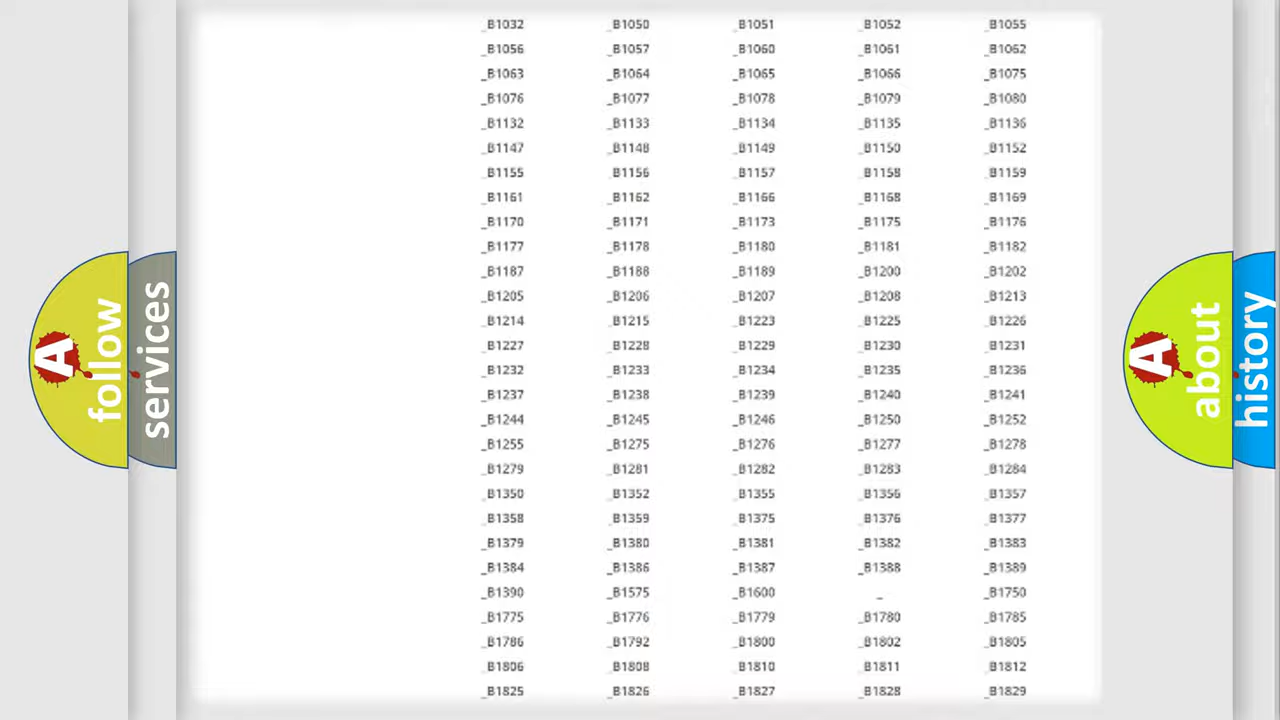 _B1032 _B1050 _B1051 _B1052 _B1055
_B1056 _B1057 _B1060 _B1061 _B1062
_B1063 _B1064 _B1065 _B1066 _B1075
_B1076 _B1077 _B1078 _B1079 _B1080
_B1132 _B1133 _B1134 _B1135 _B1136
_B1147 _B1148 _B1149 _B1150 _B1152
_B1155 _B1156 _B1157 _B1158 _B1159
_B1161 _B1162 _B1166 _B1168 _B1169
_B1170 _B1171 _B1173 _B1175 _B1176
_B1177 _B1178 _B1180 _B1181 _B1182
_B1187 _B1188 _B1189 _B1200 _B1202
_B1205 _B1206 _B1207 _B1208 _B1213
_B1214 _B1215 _B1223 _B1225 _B1226
_B1227 _B1228 _B1229 _B1230 _B1231
_B1232 _B1233 _B1234 _B1235 _B1236
_B1237 _B1238 _B1239 _B1240 _B1241
_B1244 _B1245 _B1246 _B1250 _B1252
_B1255 _B1275 _B1276 _B1277 _B1278
_B1279 _B1281 _B1282 _B1283 _B1284
_B1350 _B1352 _B1355 _B1356 _B1357
_B1358 _B1359 _B1375 _B1376 _B1377
_B1379 _B1380 _B1381 _B1382 _B1383
_B1384 _B1386 _B1387 _B1388 _B1389
_B1390 _B1575 _B1600 _ _B1750
_B1775 _B1776 _B1779 _B1780 _B1785
_B1786 _B1792 _B1800 _B1802 _B1805
_B1806 _B1808 _B1810 _B1811 _B1812
_B1825 _B1826 _B1827 _B1828 _B1829
A follow
services
A about
history